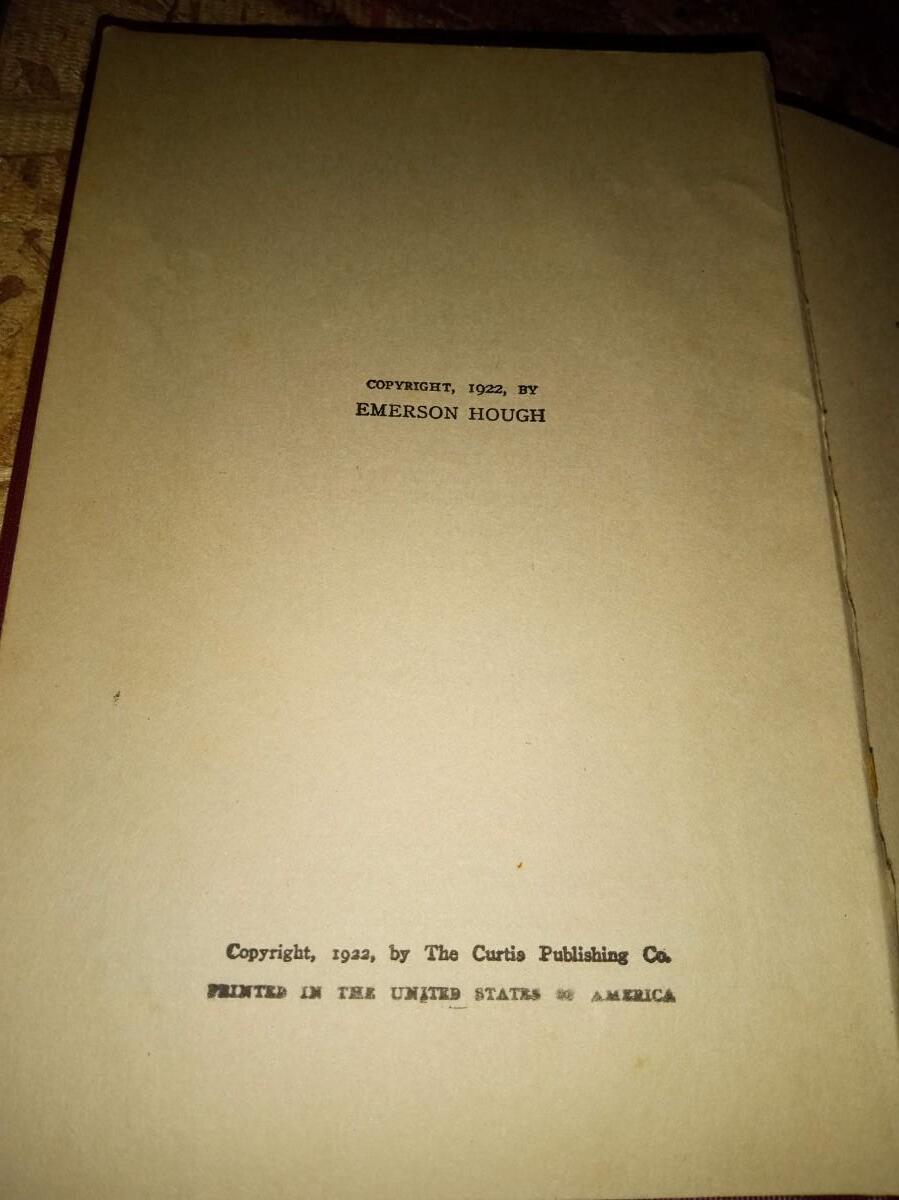 COPYRIGHT, 1922, BY
EMERSON HOUGH
Copyright, 1922, by The Curtis Publishing Co.
PRINTED IN THE UNITED STATES OF AMERICA